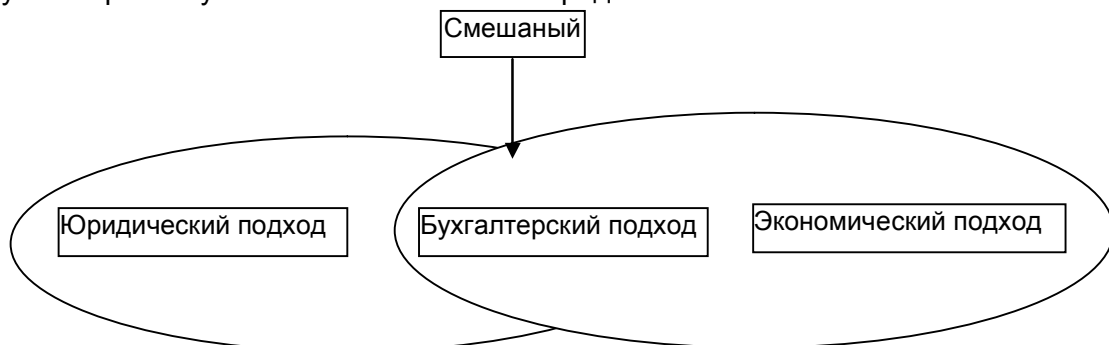 Смешаный
Юридический подход
Бухгалтерский подход
Экономический подход